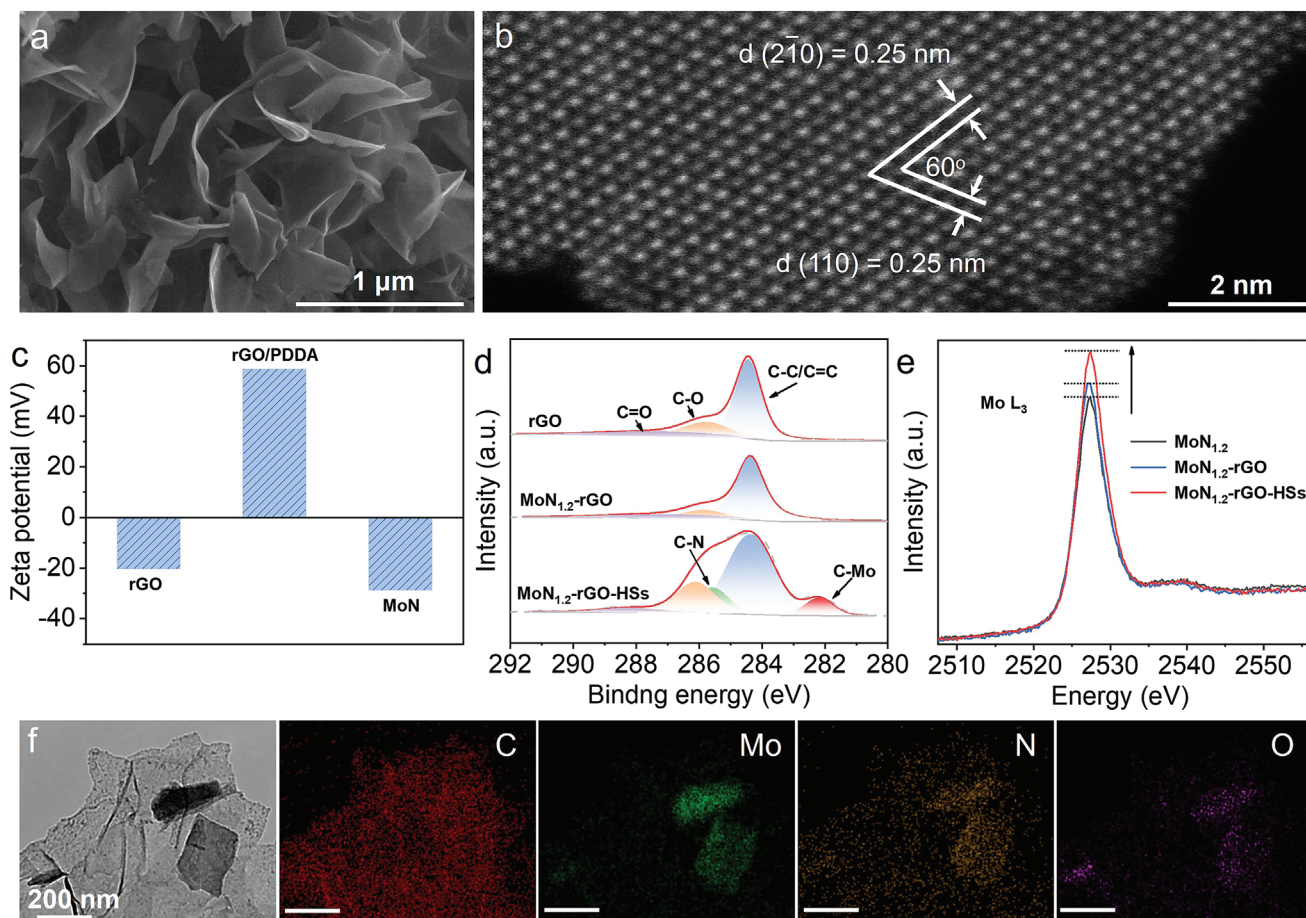 a
1 µm
b
d (21̅0) = 0.25 nm
60°
d (110) = 0.25 nm
2 nm
c
Zeta potential (mV)
60
40
20
0
-20
-40
rGO/PDDA
rGO
MoN
d
Intensity (a.u.)
rGO
C=O
C-O
C-C/C=C
MoN1.2-rGO
C-N
C-Mo
MoN1.2-rGO-HSs
292 290 288 286 284 282 280
Bindng energy (eV)
e
Intensity (a.u.)
Mo L3
MoN1.2
MoN1.2-rGO
MoN1.2-rGO-HSs
2510 2520 2530 2540 2550
Energy (eV)
f
200 nm
C
Mo
N
O